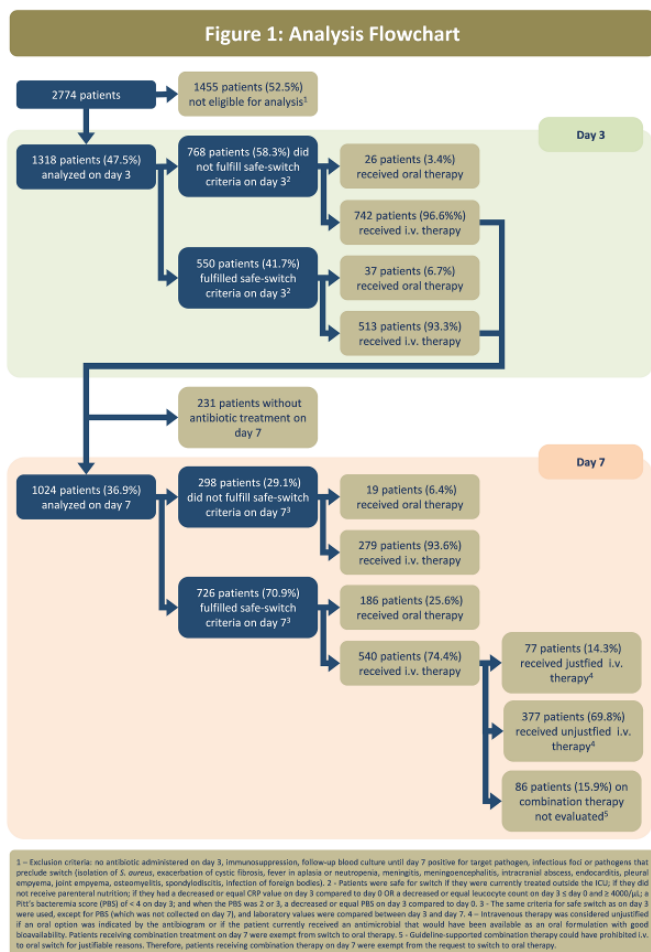 Figure 1: Analysis Flowchart
2774 patients
1455 patients (52.5%)
not eligible for analysis¹
Day 3
1318 patients (47.5%)
analyzed on day 3
768 patients (58.3%) did
not fulfill safe-switch
criteria on day 3²
26 patients (3.4%)
received oral therapy
742 patients (96.6%%)
received i.v. therapy
550 patients (41.7%)
fulfilled safe-switch
criteria on day 3²
37 patients (6.7%)
received oral therapy
513 patients (93.3%)
received i.v. therapy
231 patients without
antibiotic treatment on
day 7
Day 7
1024 patients (36.9%)
analyzed on day 7
298 patients (29.1%)
did not fulfill safe-switch
criteria on day 7³
19 patients (6.4%)
received oral therapy
279 patients (93.6%)
received i.v. therapy
726 patients (70.9%)
fulfilled safe-switch
criteria on day 7³
186 patients (25.6%)
received oral therapy
540 patients (74.4%)
received i.v. therapy
77 patients (14.3%)
received justfied i.v.
therapy⁴
377 patients (69.8%)
received unjustfied i.v.
therapy⁴
86 patients (15.9%) on
combination therapy
not evaluated⁵
1 – Exclusion criteria: no antibiotic administered on day 3, immunosuppression, follow-up blood culture until day 7 positive for target pathogen, infectious foci or pathogens that
preclude switch (isolation of S. aureus, exacerbation of cystic fibrosis, fever in aplasia or neutropenia, meningitis, meningoencephalitis, intracranial abscess, endocarditis, pleural
empyema, joint empyema, osteomyelitis, spondylodiscitis, infection of foreign bodies). 2 - Patients were safe for switch if they were currently treated outside the ICU; if they did
not receive parenteral nutrition; if they had a decreased or equal CRP value on day 3 compared to day 0 OR a decreased or equal leucocyte count on day 3 ≤ day 0 and ≥ 4000/µL; a
Pitt's bacteremia score (PBS) of < 4 on day 3; and when the PBS was 2 or 3, a decreased or equal PBS on day 3 compared to day 0. 3 - The same criteria for safe switch as on day 3
were used, except for PBS (which was not collected on day 7), and laboratory values were compared between day 3 and day 7. 4 – Intravenous therapy was considered unjustified
if an oral option was indicated by the antibiogram or if the patient currently received an antimicrobial that would have been available as an oral formulation with good
bioavailability. Patients receiving combination treatment on day 7 were exempt from switch to oral therapy. 5 - Guideline-supported combination therapy could have prohibited i.v.
to oral switch for justifiable reasons. Therefore, patients receiving combination therapy on day 7 were exempt from the request to switch to oral therapy.